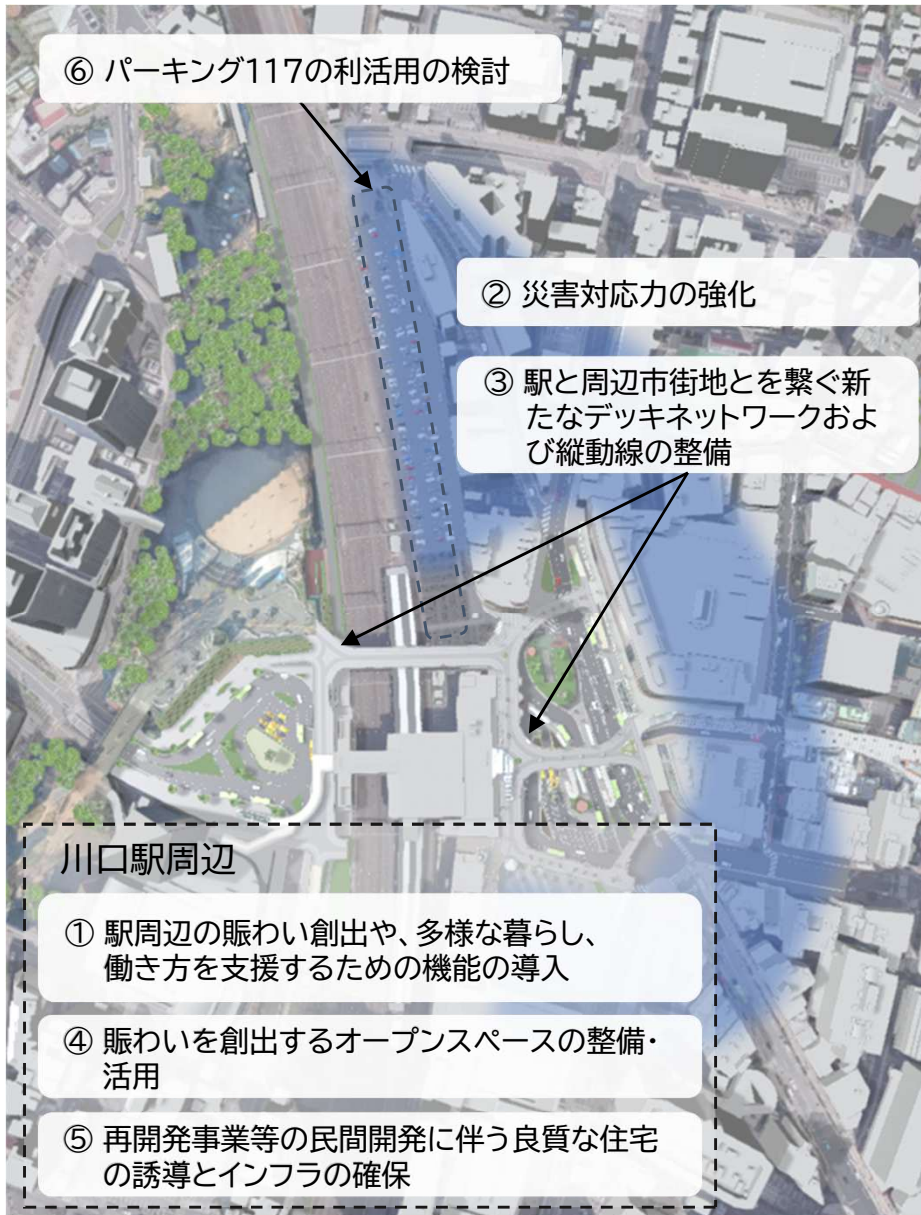 ⑥ パーキング117の利活用の検討
② 災害対応力の強化
③ 駅と周辺市街地とを繋ぐ新
たなデッキネットワークおよ
び縦動線の整備
川口駅周辺
① 駅周辺の賑わい創出や、多様な暮らし、
働き方を支援するための機能の導入
④ 賑わいを創出するオープンスペースの整備・
活用
⑤ 再開発事業等の民間開発に伴う良質な住宅
の誘導とインフラの確保